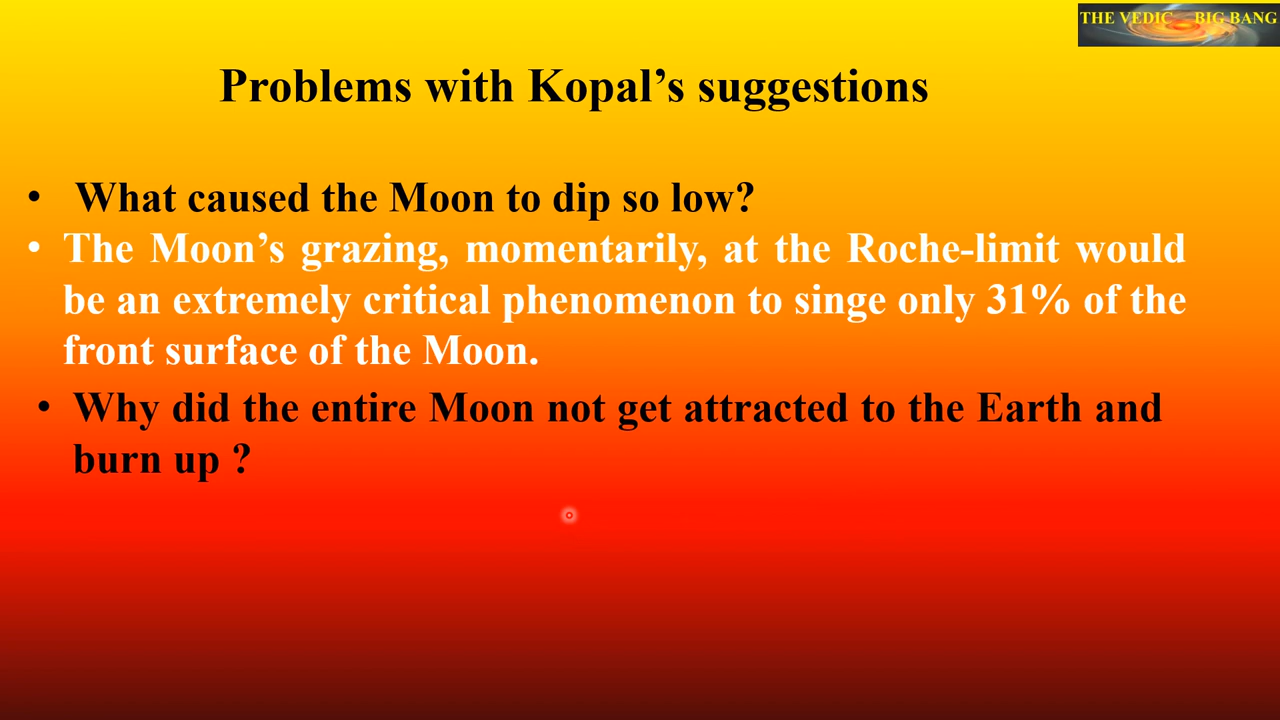 THE VEDIC BIG BANG
Problems with Kopal’s suggestions
• What caused the Moon to dip so low?
• The Moon’s grazing, momentarily, at the Roche-limit would
be an extremely critical phenomenon to singe only 31% of the
front surface of the Moon.
• Why did the entire Moon not get attracted to the Earth and
burn up ?